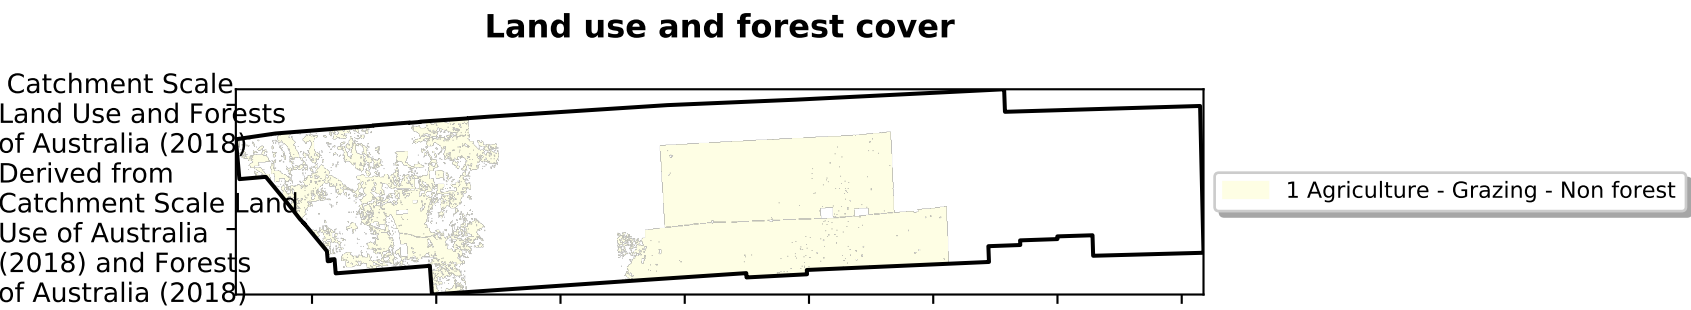 Land use and forest cover
Catchment Scale
Land Use and Forests
of Australia (2018)
Derived from
Catchment Scale Land
Use of Australia
(2018) and Forests
of Australia (2018)
1 Agriculture - Grazing - Non forest